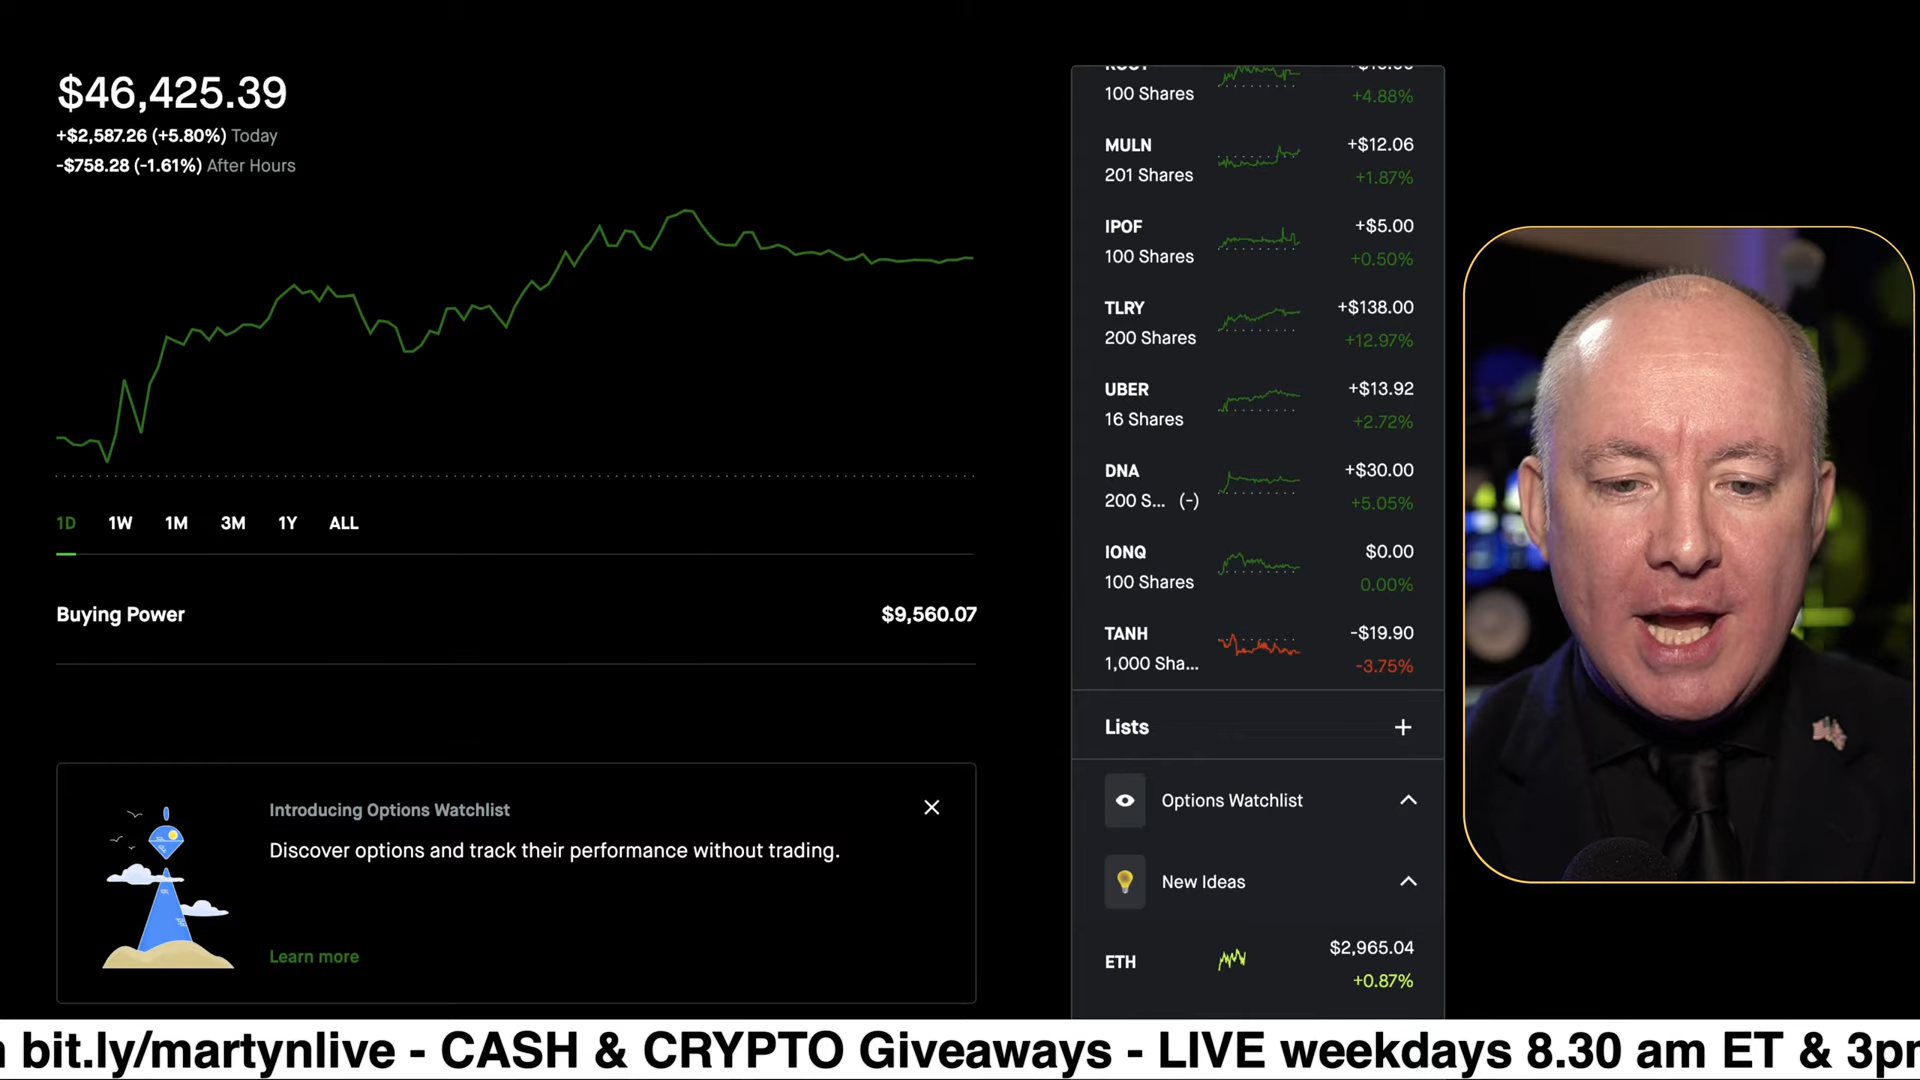 $46,425.39
+$2,587.26 (+5.80%) Today
-$758.28 (-1.61%) After Hours
1D 1W 1M 3M 1Y ALL
Buying Power $9,560.07
Introducing Options Watchlist
Discover options and track their performance without trading.
Learn more
100 Shares +4.88%
MULN +$12.06
201 Shares +1.87%
IPOF +$5.00
100 Shares +0.50%
TLRY +$138.00
200 Shares +12.97%
UBER +$13.92
16 Shares +2.72%
DNA +$30.00
200 S... (-) +5.05%
IONQ $0.00
100 Shares 0.00%
TANH -$19.90
1,000 Sha... -3.75%
Lists +
Options Watchlist
New Ideas
ETH $2,965.04
+0.87%
bit.ly/martynlive - CASH & CRYPTO Giveaways - LIVE weekdays 8.30 am ET & 3pm